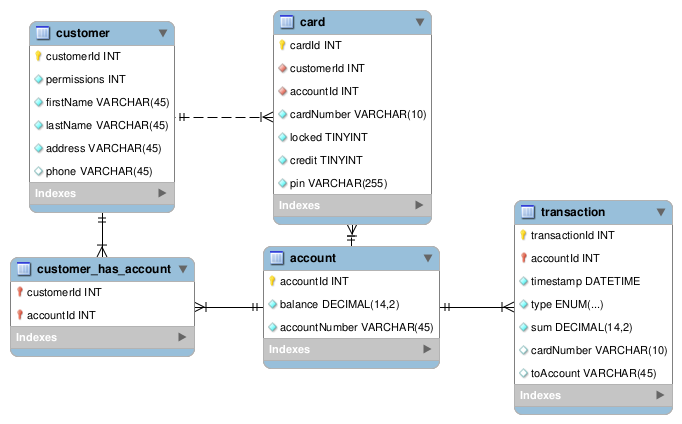 customer
customerId INT
permissions INT
firstName VARCHAR(45)
lastName VARCHAR(45)
address VARCHAR(45)
phone VARCHAR(45)
Indexes
card
cardId INT
customerId INT
accountId INT
cardNumber VARCHAR(10)
locked TINYINT
credit TINYINT
pin VARCHAR(255)
Indexes
customer_has_account
customerId INT
accountId INT
Indexes
account
accountId INT
balance DECIMAL(14,2)
accountNumber VARCHAR(45)
Indexes
transaction
transactionId INT
accountId INT
timestamp DATETIME
type ENUM(...)
sum DECIMAL(14,2)
cardNumber VARCHAR(10)
toAccount VARCHAR(45)
Indexes